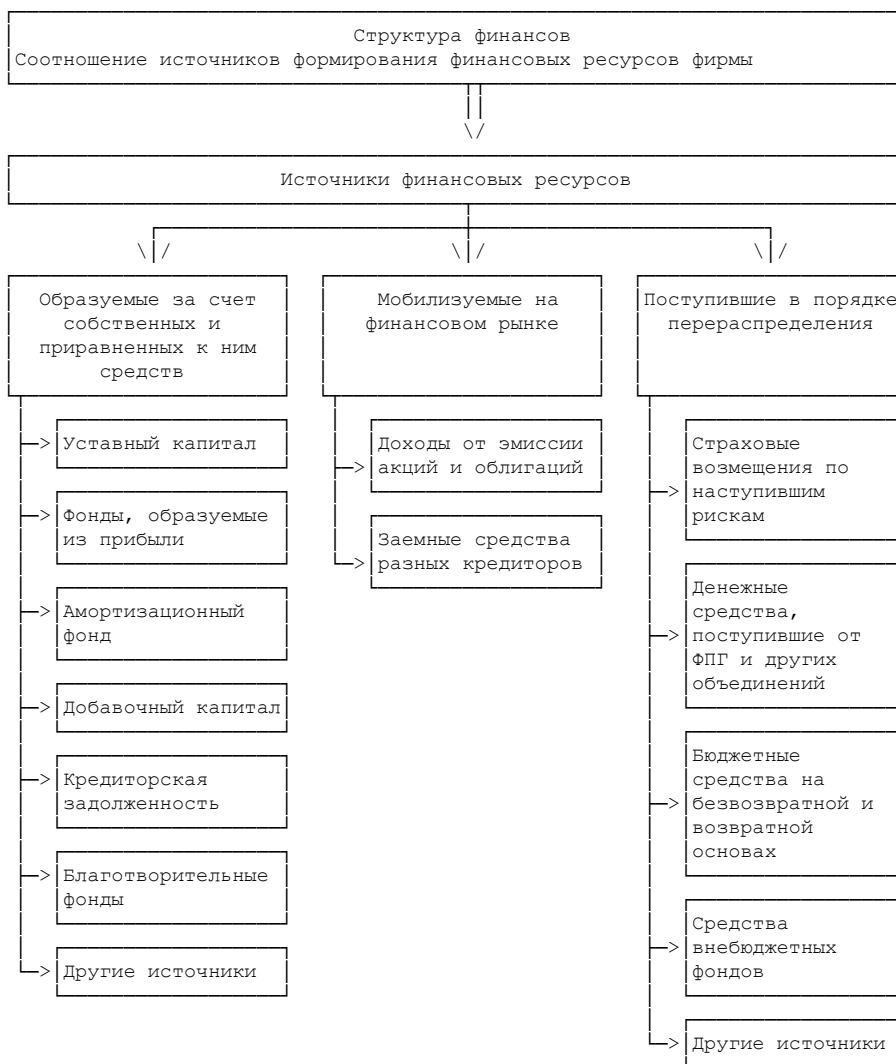 Структура финансов
Соотношение источников формирования финансовых ресурсов фирмы
Источники финансовых ресурсов
Образуемые за счет
собственных и
приравненных к ним
средств
Уставный капитал
Фонды, образуемые
из прибыли
Амортизационный
фонд
Добавочный капитал
Кредиторская
задолженность
Благотворительные
фонды
Другие источники
Мобилизуемые на
финансовом рынке
Доходы от эмиссии
акций и облигаций
Заемные средства
разных кредиторов
Поступившие в порядке
перераспределения
Страховые
возмещения по
наступившим
рискам
Денежные
средства,
поступившие от
ФПГ и других
объединений
Бюджетные
средства на
безвозвратной и
возвратной
основах
Средства
внебюджетных
фондов
Другие источники